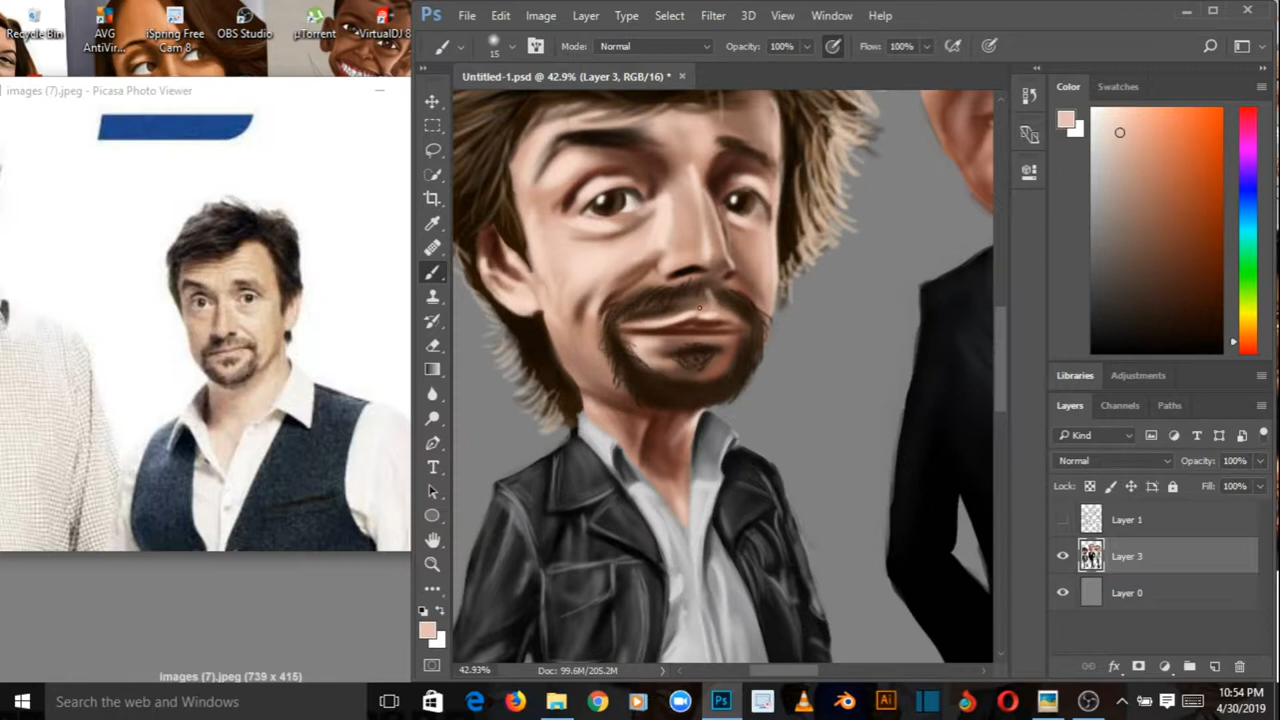 Recycle Bin
AVG
AntiVir...
iSpring Free
Cam 8
OBS Studio
µTorrent
VirtualDJ 8
images (7).jpeg - Picasa Photo Viewer
images (7).jpeg (739 x 415)
Ps File Edit Image Layer Type Select Filter 3D View Window Help
15 Mode: Normal Opacity: 100% Flow: 100%
Untitled-1.psd @ 42.9% (Layer 3, RGB/16) *
42.93% Doc: 99.6M/205.2M
Color Swatches
Libraries Adjustments
Layers Channels Paths
Kind
Normal Opacity: 100%
Lock: Fill: 100%
Layer 1
Layer 3
Layer 0
fx
Search the web and Windows
Ps
Ai
10:54 PM
4/30/2019